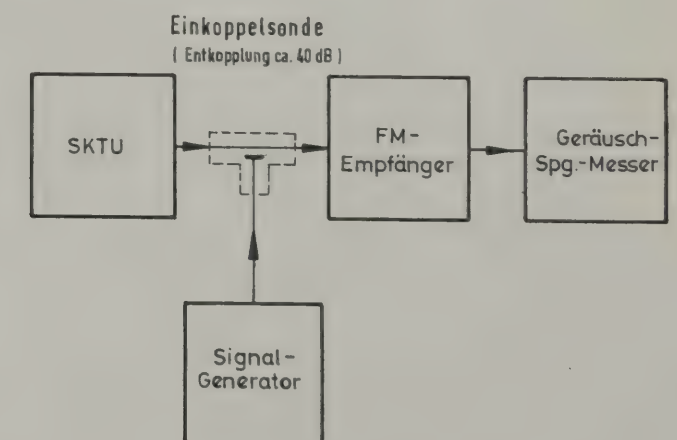 Einkoppelsonde
( Entkopplung ca. 40 dB )
SKTU
FM-
Empfänger
Geräusch-
Spg.-Messer
Signal-
Generator